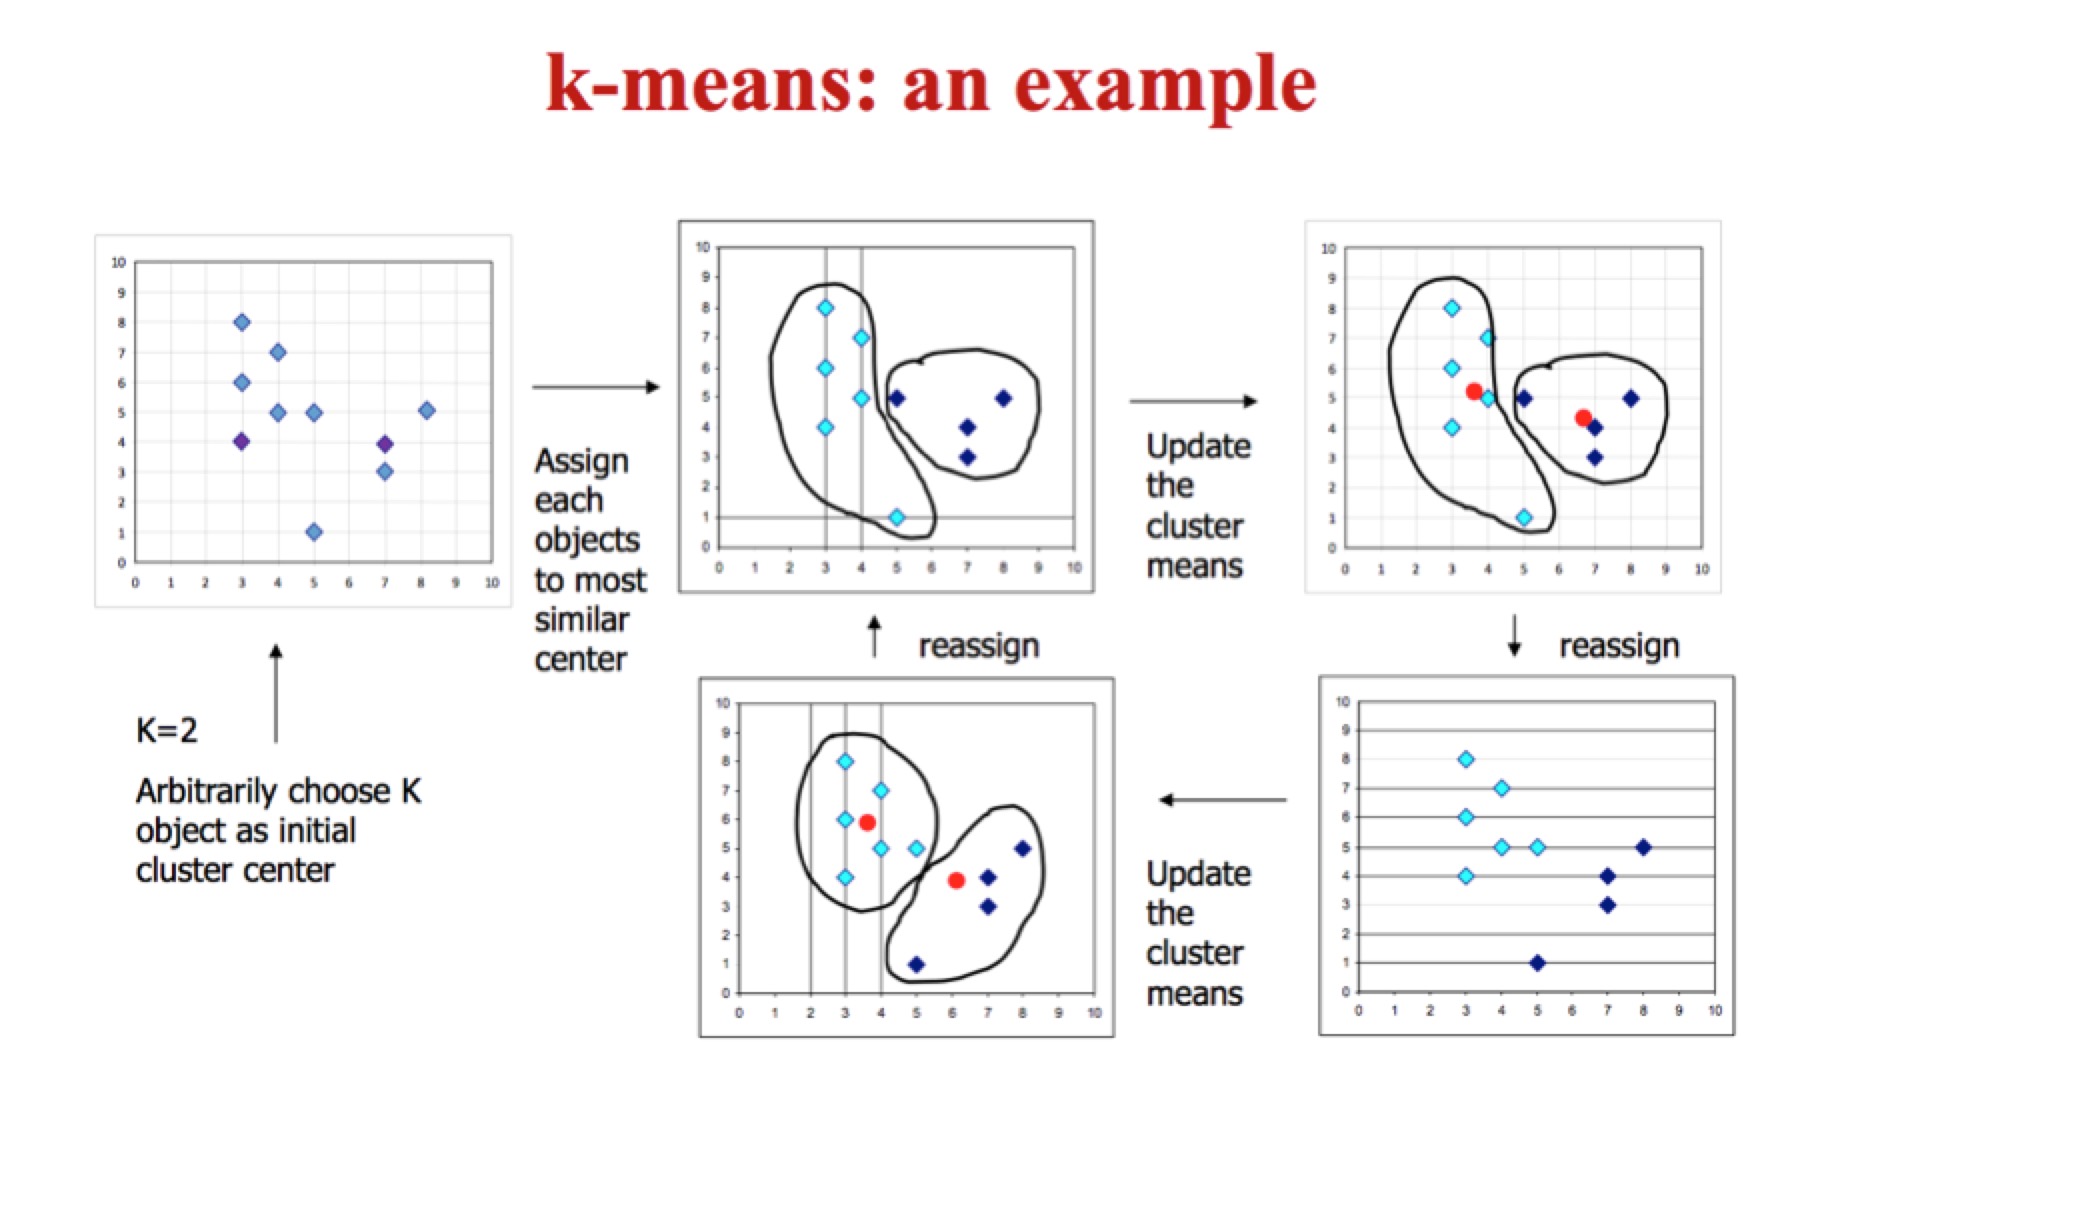 k-means: an example
10
9
8
7
6
5
4
3
2
1
0
0 1 2 3 4 5 6 7 8 9 10
K=2
Arbitrarily choose K
object as initial
cluster center
Assign
each
objects
to most
similar
center
10
9
8
7
6
5
4
3
2
1
0
0 1 2 3 4 5 6 7 8 9 10
Update
the
cluster
means
10
9
8
7
6
5
4
3
2
1
0
0 1 2 3 4 5 6 7 8 9 10
reassign
reassign
10
9
8
7
6
5
4
3
2
1
0
0 1 2 3 4 5 6 7 8 9 10
Update
the
cluster
means
10
9
8
7
6
5
4
3
2
1
0
0 1 2 3 4 5 6 7 8 9 10